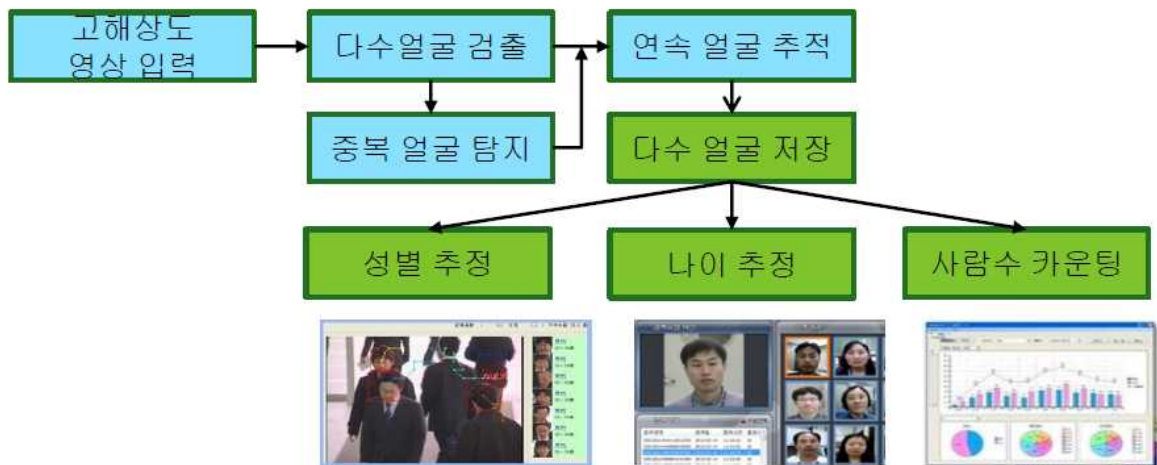 고해상도
영상 입력
다수얼굴 검출
연속 얼굴 추적
중복 얼굴 탐지
다수 얼굴 저장
성별 추정
나이 추정
사람수 카운팅